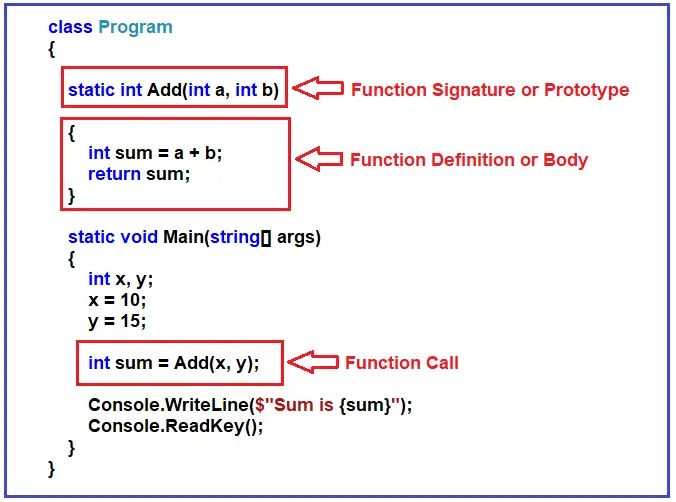 class Program
{
static int Add(int a, int b)
Function Signature or Prototype
{
int sum = a + b;
return sum;
}
Function Definition or Body
static void Main(string[] args)
{
int x, y;
x = 10;
y = 15;
int sum = Add(x, y);
Function Call
Console.WriteLine($"Sum is {sum}");
Console.ReadKey();
}
}